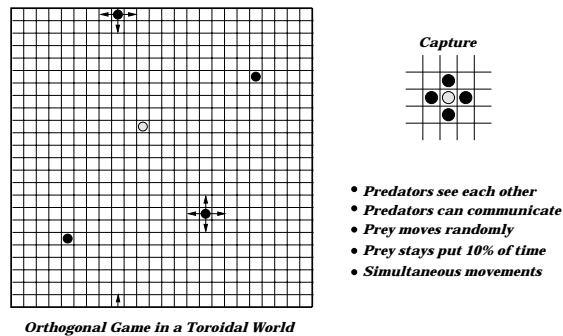 Capture
• Predators see each other
• Predators can communicate
• Prey moves randomly
• Prey stays put 10% of time
• Simultaneous movements
Orthogonal Game in a Toroidal World